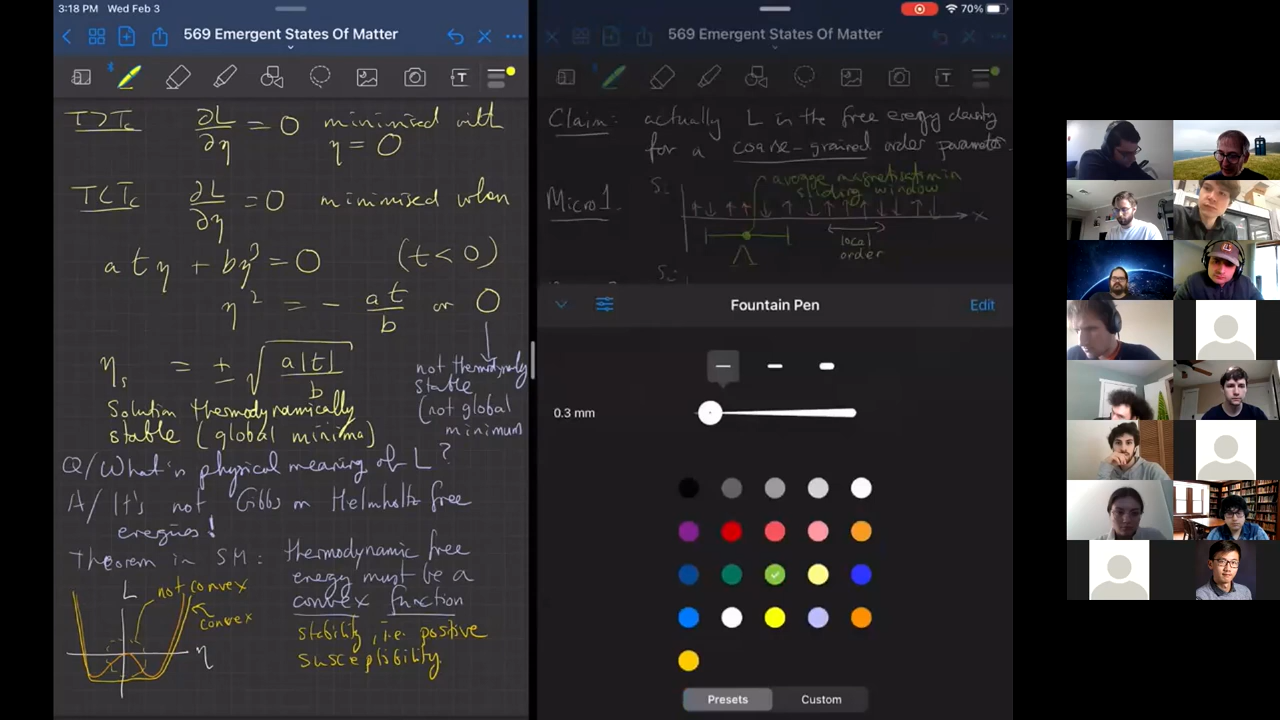 3:18 PM Wed Feb 3
70%
569 Emergent States Of Matter
T>Tc ∂L/∂η = 0 minimised with
η = 0
T<Tc ∂L/∂η = 0 minimised when
a t η + bη³ = 0 (t < 0)
η² = - at/b or 0
ηs = ± √(a|t|/b)
not thermodynamically
stable
(not global
minimum
Solution thermodynamically
stable (global minima)
Q/ What is physical meaning of L?
A/ It's not Gibbs or Helmholtz free
energies!
Theorem in SM: thermodynamic free
energy must be a
convex function
stability, i.e. positive
susceptibility.
L
not convex
convex
η
569 Emergent States Of Matter
Claim: actually L is the free energy density
for a coarse-grained order parameter.
Micro 1.
Si
average magnetisation in
sliding window
x
Λ
local
order
Si
Fountain Pen
Edit
0.3 mm
Presets
Custom